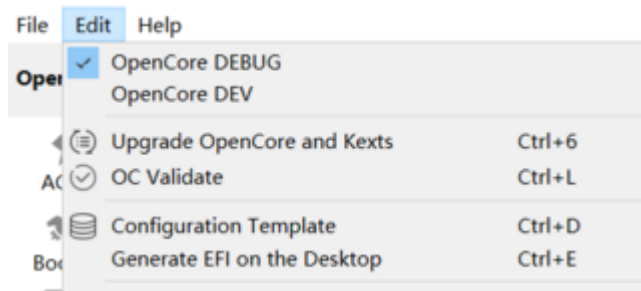 File Edit Help
OpenCore DEBUG
OpenCore DEV
Upgrade OpenCore and Kexts Ctrl+6
OC Validate Ctrl+L
Configuration Template Ctrl+D
Generate EFI on the Desktop Ctrl+E